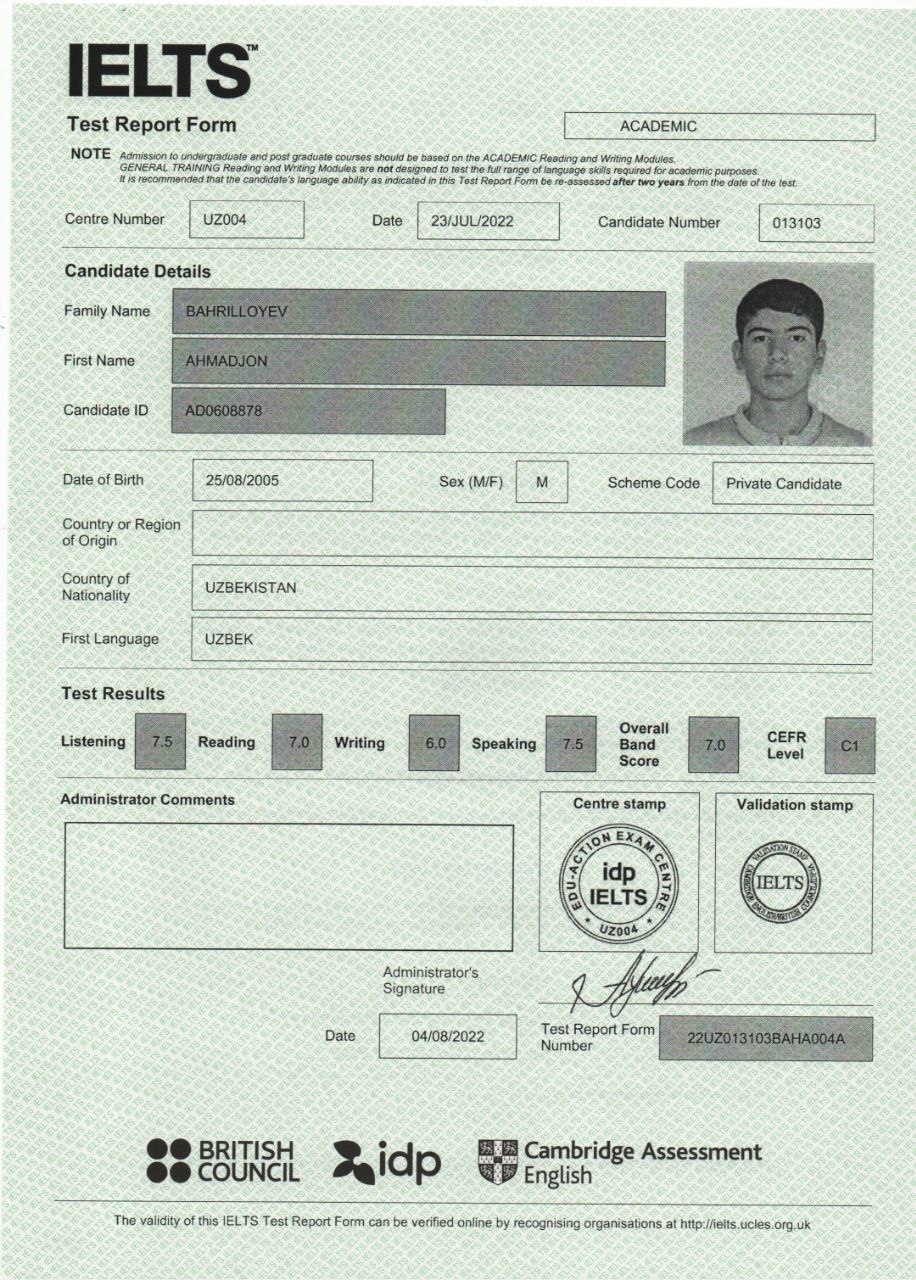 IELTS™
Test Report Form
ACADEMIC
NOTE Admission to undergraduate and post graduate courses should be based on the ACADEMIC Reading and Writing Modules.
GENERAL TRAINING Reading and Writing Modules are not designed to test the full range of language skills required for academic purposes.
It is recommended that the candidate's language ability as indicated in this Test Report Form be re-assessed after two years from the date of the test.
Centre Number UZ004 Date 23/JUL/2022 Candidate Number 013103
Candidate Details
Family Name BAHRILLOYEV
First Name AHMADJON
Candidate ID AD0608878
Date of Birth 25/08/2005 Sex (M/F) M Scheme Code Private Candidate
Country or Region
of Origin
Country of
Nationality UZBEKISTAN
First Language UZBEK
Test Results
Listening 7.5 Reading 7.0 Writing 6.0 Speaking 7.5 Overall Band Score 7.0 CEFR Level C1
Administrator Comments
Centre stamp
EDU-ACTION EXAM CENTRE
idp
IELTS
UZ004
Validation stamp
VALIDATION STAMP
IELTS
Administrator's
Signature
Date 04/08/2022
Test Report Form
Number 22UZ013103BAHA004A
BRITISH
COUNCIL
idp
Cambridge Assessment
English
The validity of this IELTS Test Report Form can be verified online by recognising organisations at http://ielts.ucles.org.uk